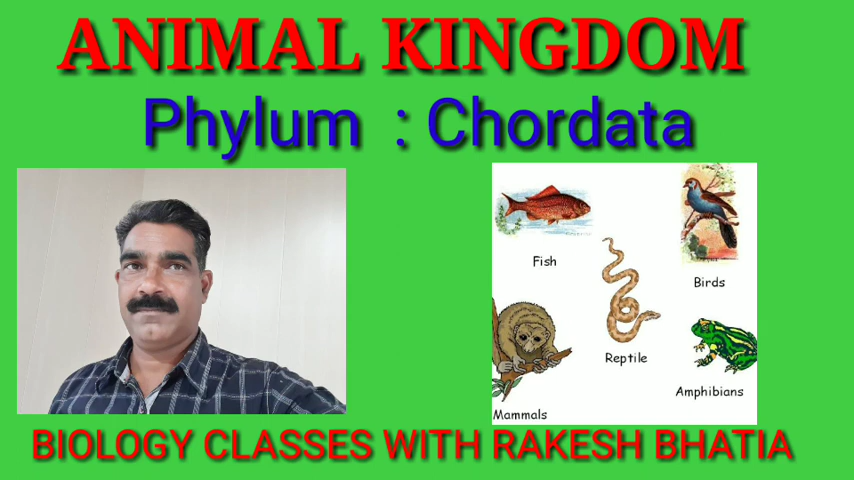 ANIMAL KINGDOM
Phylum : Chordata
Fish
Birds
Reptile
Amphibians
Mammals
BIOLOGY CLASSES WITH RAKESH BHATIA